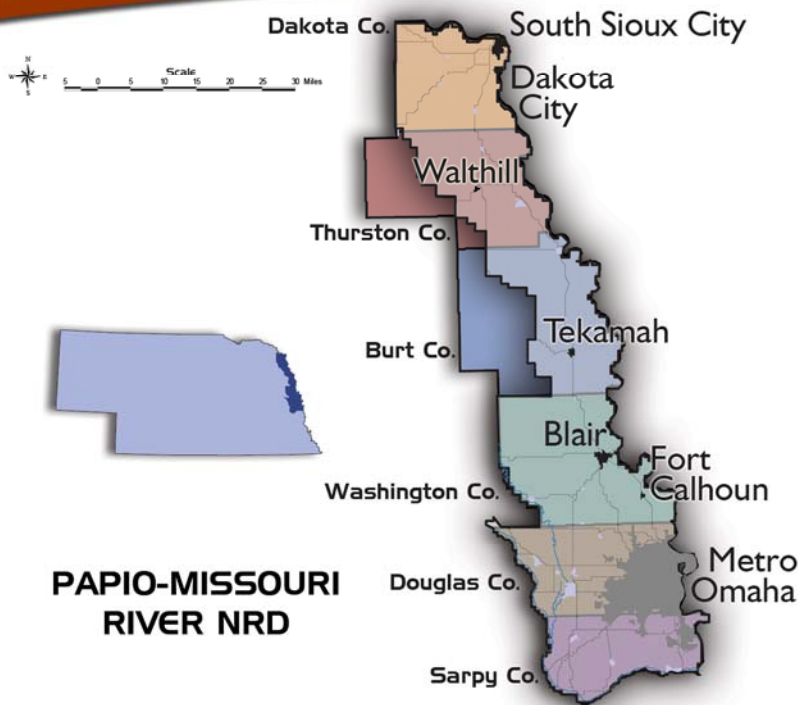 Dakota Co.
South Sioux City
N
W
E
S
Scale
5 0 5 10 15 20 25 30 Miles
Dakota
City
Walthill
Thurston Co.
Tekamah
Burt Co.
Blair
Fort
Calhoun
Washington Co.
Metro
Omaha
Douglas Co.
PAPIO-MISSOURI
RIVER NRD
Sarpy Co.